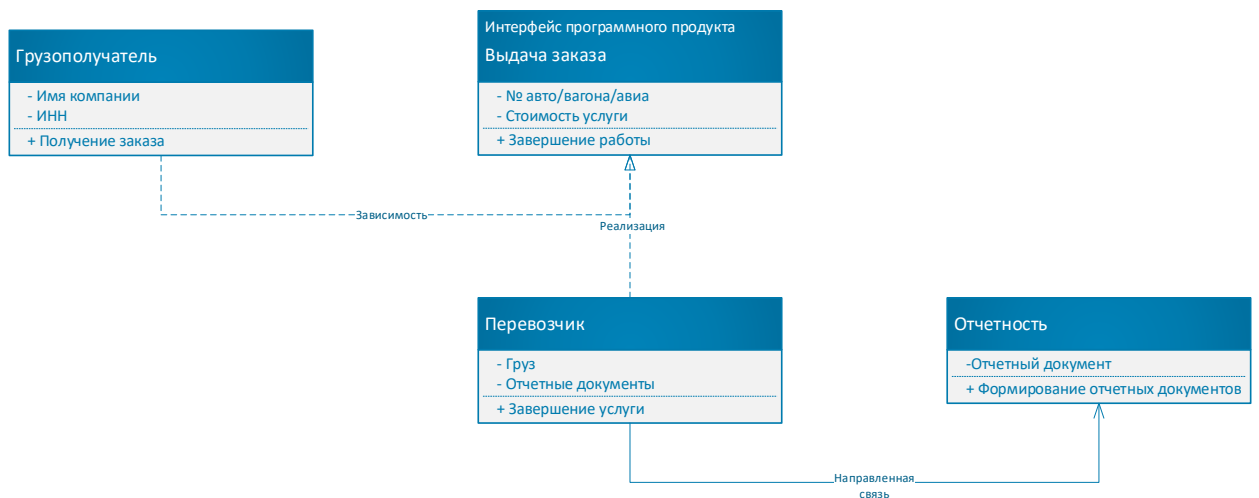 Грузополучатель
- Имя компании
- ИНН
+ Получение заказа
Интерфейс программного продукта
Выдача заказа
- № авто/вагона/авиа
- Стоимость услуги
+ Завершение работы
Зависимость
Реализация
Перевозчик
- Груз
- Отчетные документы
+ Завершение услуги
Отчетность
-Отчетный документ
+ Формирование отчетных документов
Направленная
связь